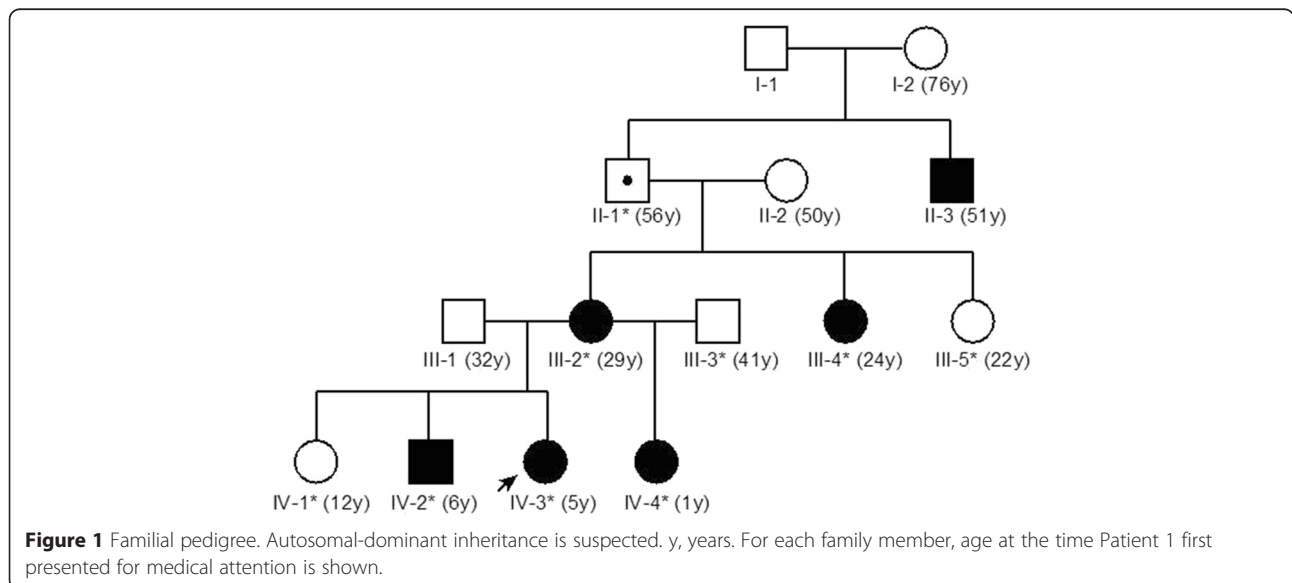 I-1
I-2 (76y)
II-1* (56y)
II-2 (50y)
II-3 (51y)
III-1 (32y)
III-2* (29y)
III-3* (41y)
III-4* (24y)
III-5* (22y)
IV-1* (12y)
IV-2* (6y)
IV-3* (5y)
IV-4* (1y)
Figure 1 Familial pedigree. Autosomal-dominant inheritance is suspected. y, years. For each family member, age at the time Patient 1 first
presented for medical attention is shown.